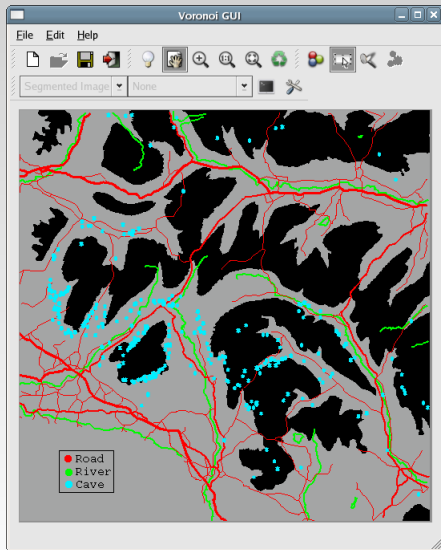 Voronoi GUI
File Edit Help
Segmented Image None
Road
River
Cave